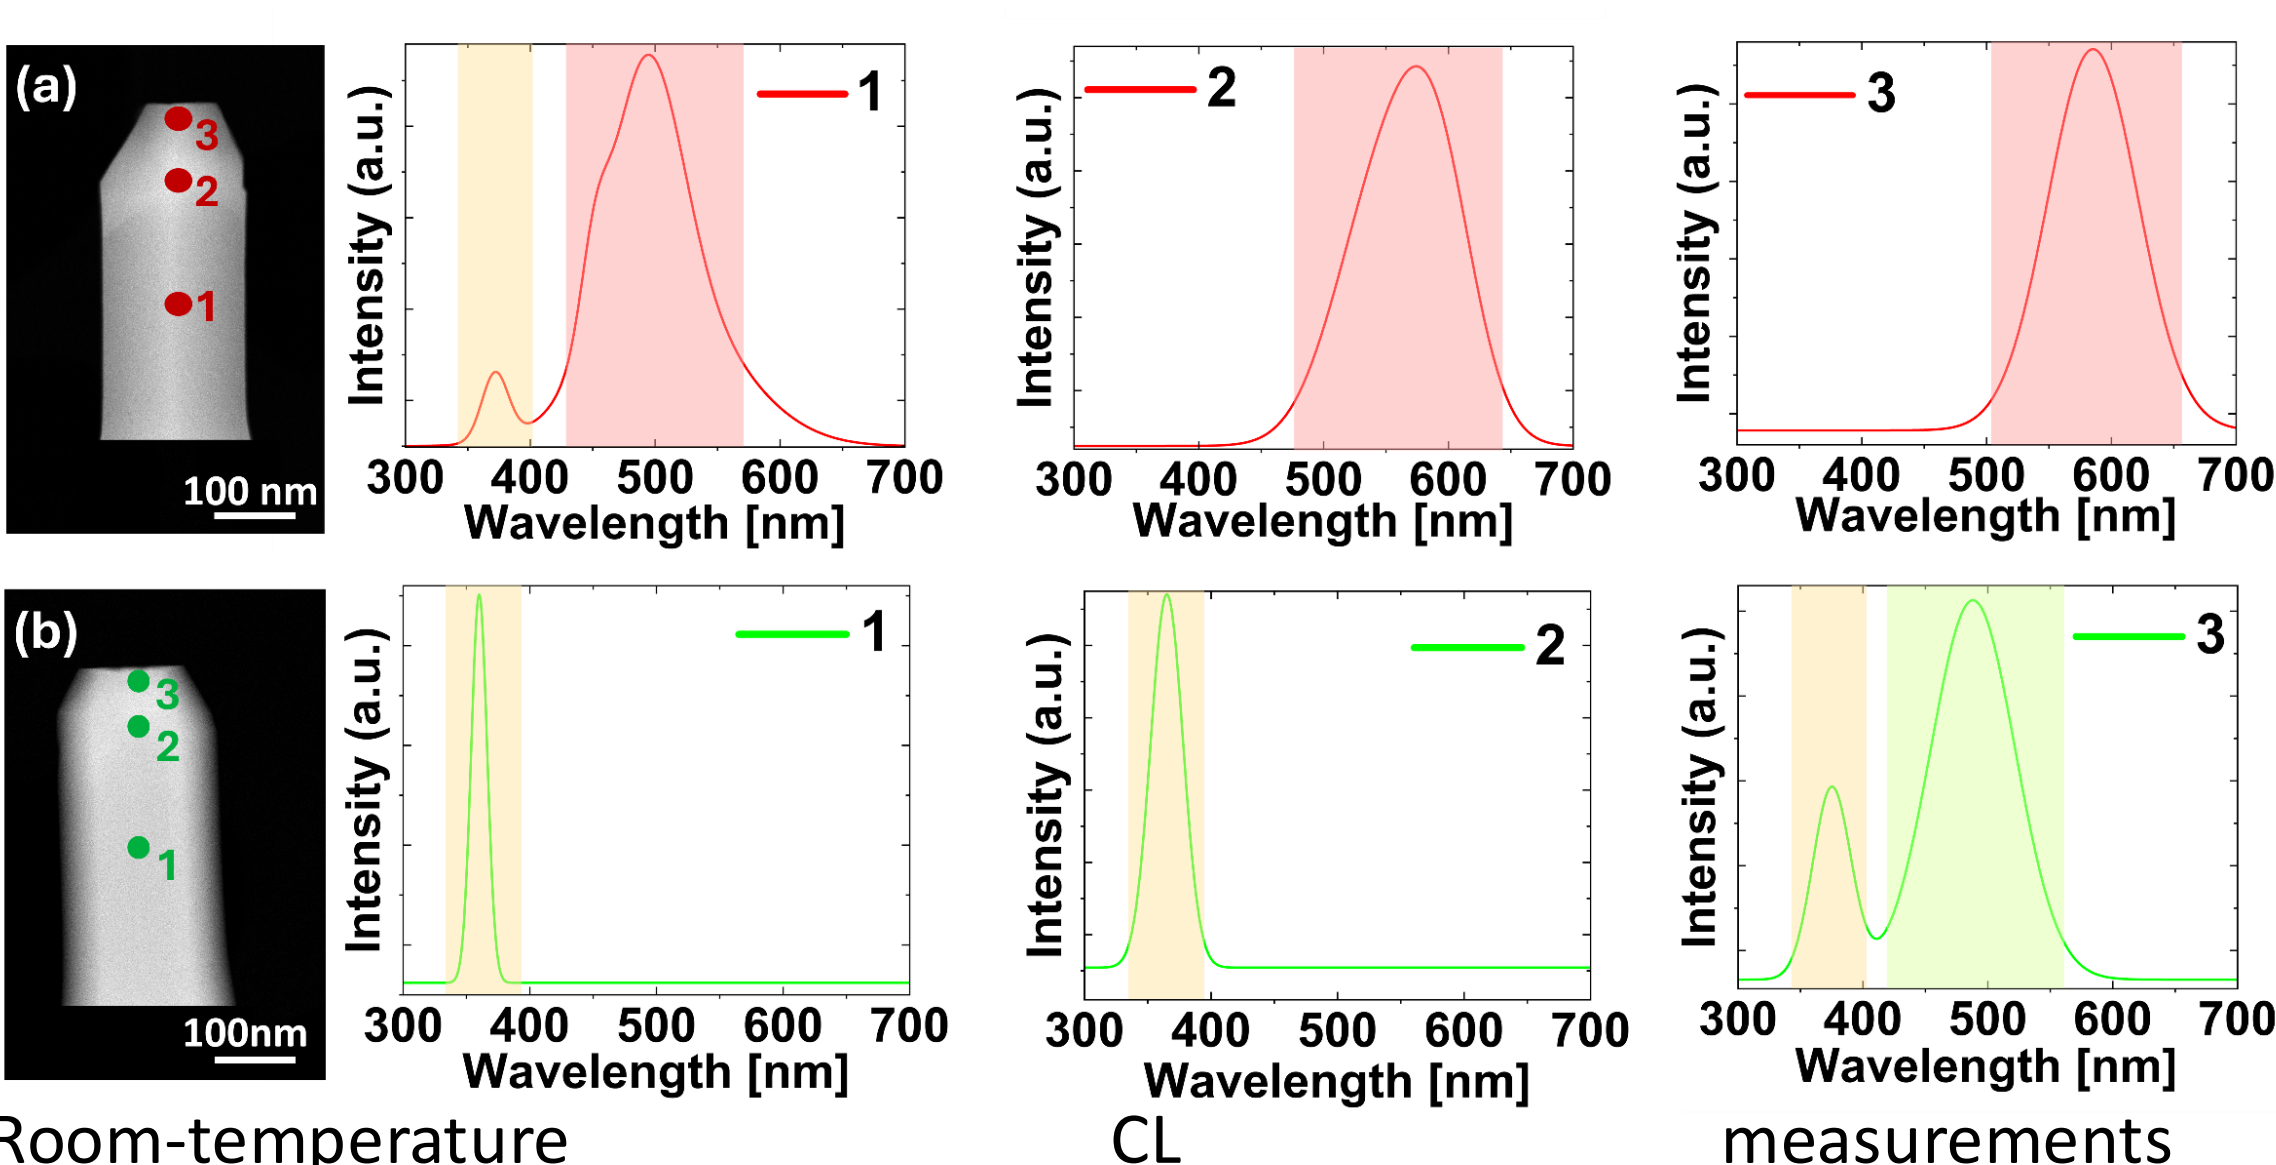 (a)
3
2
1
100 nm
Intensity (a.u.)
1
300 400 500 600 700
Wavelength [nm]
Intensity (a.u.)
2
300 400 500 600 700
Wavelength [nm]
Intensity (a.u.)
3
300 400 500 600 700
Wavelength [nm]
(b)
3
2
1
100nm
Intensity (a.u.)
1
300 400 500 600 700
Wavelength [nm]
Intensity (a.u.)
2
300 400 500 600 700
Wavelength [nm]
Intensity (a.u.)
3
300 400 500 600 700
Wavelength [nm]
Room-temperature CL measurements